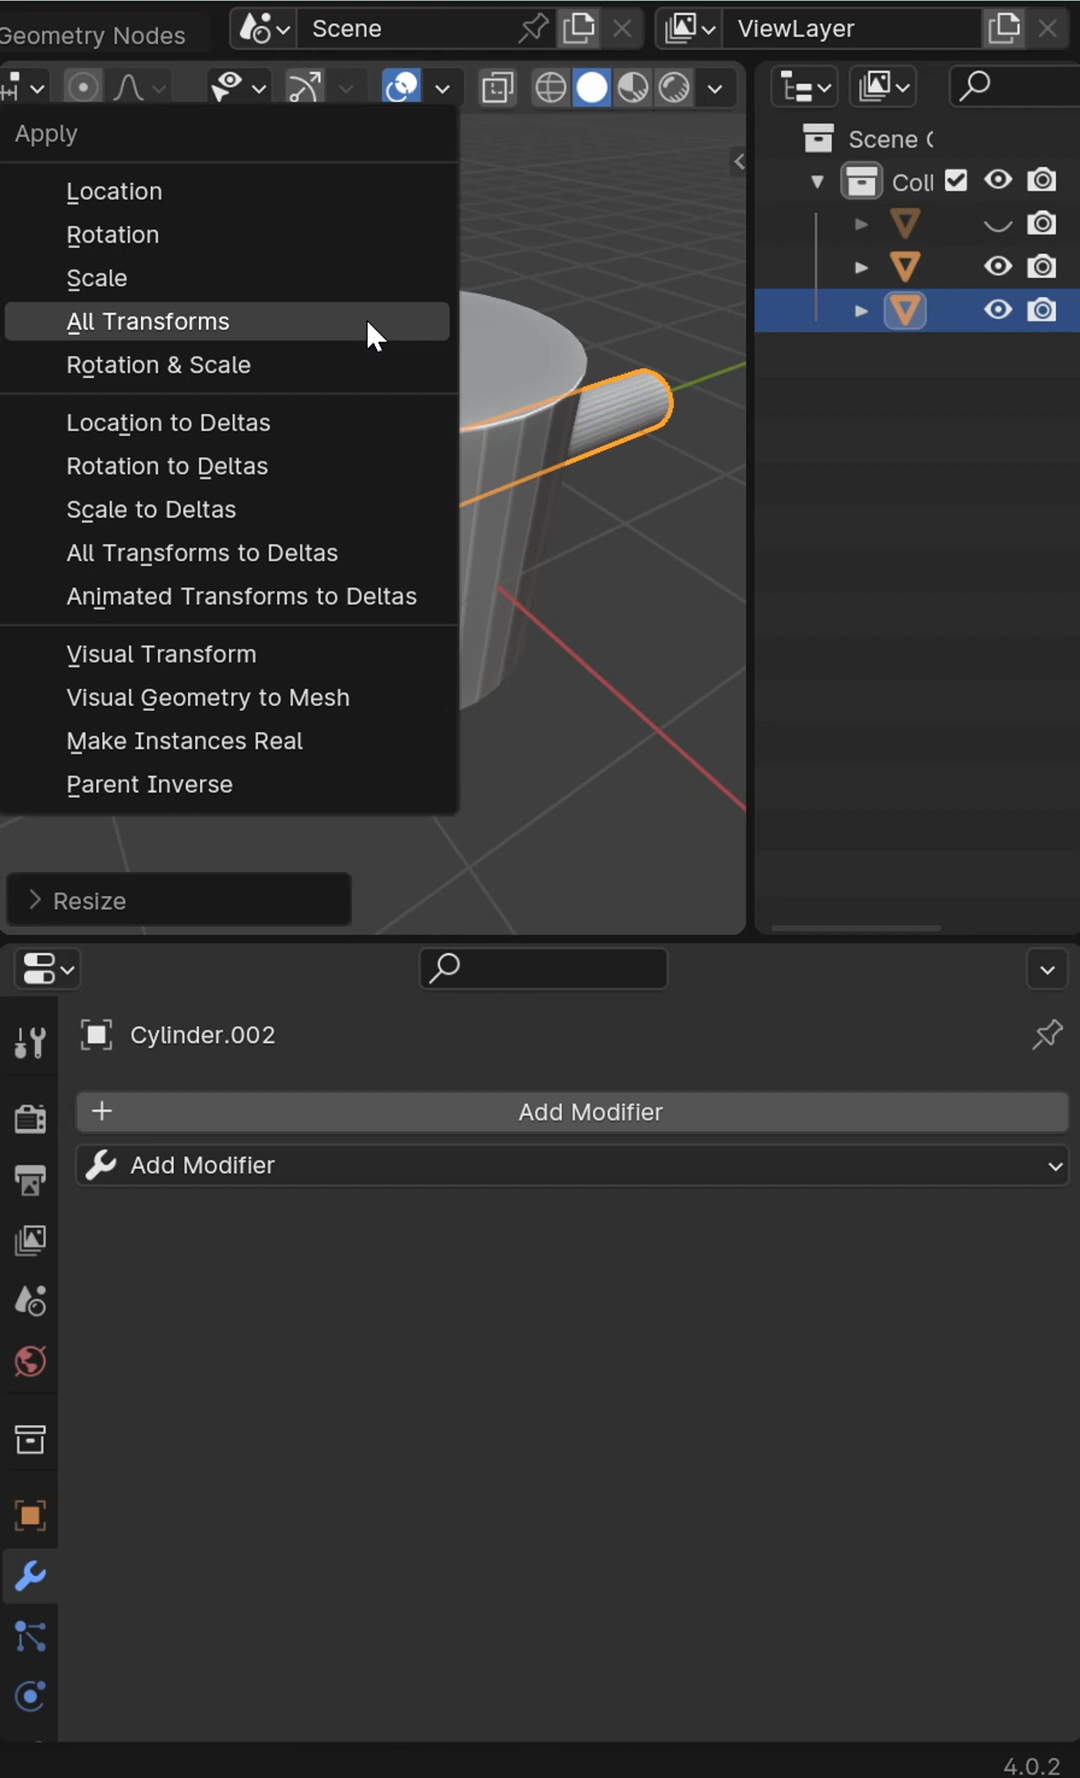 Geometry Nodes
Scene
ViewLayer
Apply
Location
Rotation
Scale
All Transforms
Rotation & Scale
Location to Deltas
Rotation to Deltas
Scale to Deltas
All Transforms to Deltas
Animated Transforms to Deltas
Visual Transform
Visual Geometry to Mesh
Make Instances Real
Parent Inverse
Scene C
Coll
Resize
Cylinder.002
Add Modifier
Add Modifier
4.0.2